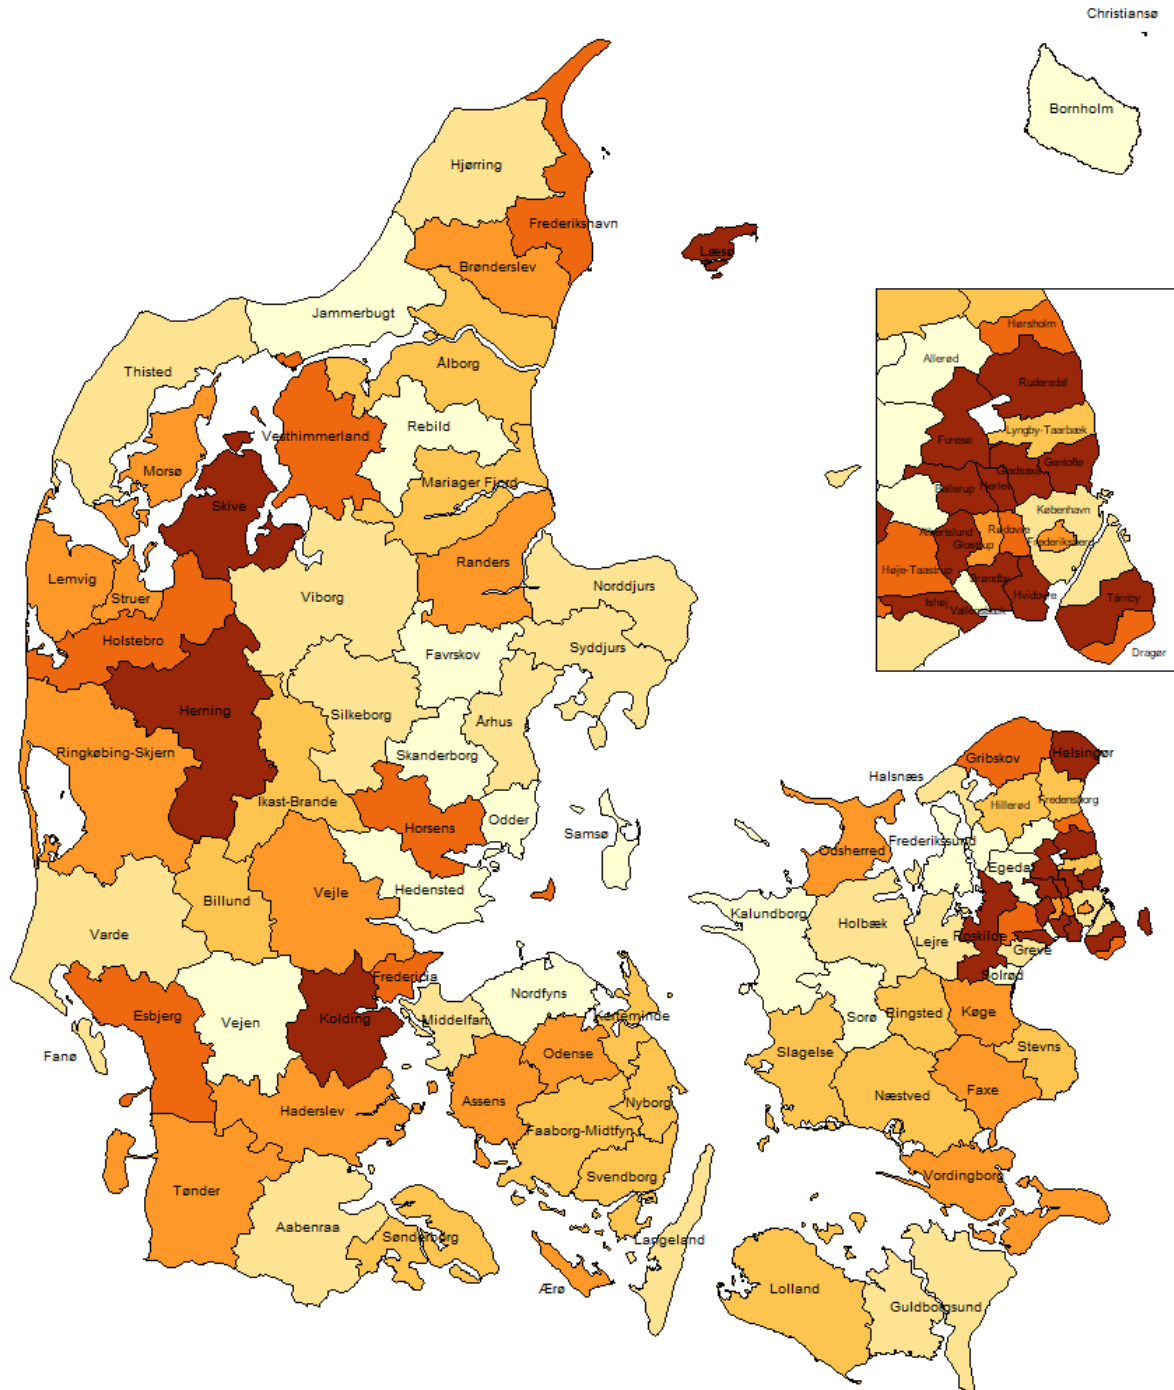 Christiansø
Bornholm
Hjørring
Frederikshavn
Læsø
Brønderslev
Jammerbugt
Ålborg
Thisted
Rebild
Vesthimmerland
Morsø
Mariager Fjord
Skive
Randers
Lemvig
Struer
Viborg
Norddjurs
Holstebro
Favrskov
Syddjurs
Herning
Silkeborg
Århus
Ringkøbing-Skjern
Skanderborg
Ikast-Brande
Horsens
Odder
Samsø
Hedensted
Vejle
Billund
Varde
Fredericia
Esbjerg
Vejen
Kolding
Nordfyns
Middelfart
Kerteminde
Fanø
Odense
Haderslev
Assens
Nyborg
Faaborg-Midtfyn
Svendborg
Tønder
Aabenraa
Sønderborg
Langeland
Ærø
Hørsholm
Allerød
Rudersdal
Lyngby-Taarbæk
Furesø
Gentofte
Gladsaxe
Ballerup
Herlev
København
Albertslund
Rødovre
Glostrup
Frederiksberg
Høje-Taastrup
Brøndby
Hvidovre
Ishøj
Vallensbæk
Tårnby
Dragør
Helsingør
Gribskov
Halsnæs
Hillerød
Fredensborg
Frederikssund
Odsherred
Egedal
Kalundborg
Holbæk
Lejre
Roskilde
Greve
Solrød
Sorø
Ringsted
Køge
Slagelse
Stevns
Næstved
Faxe
Vordingborg
Lolland
Guldborgsund